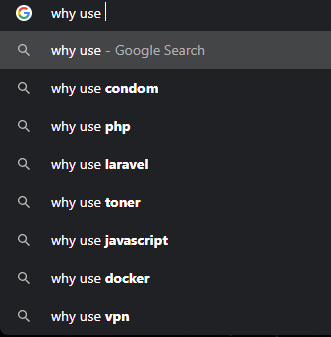 why use
why use - Google Search
why use condom
why use php
why use laravel
why use toner
why use javascript
why use docker
why use vpn